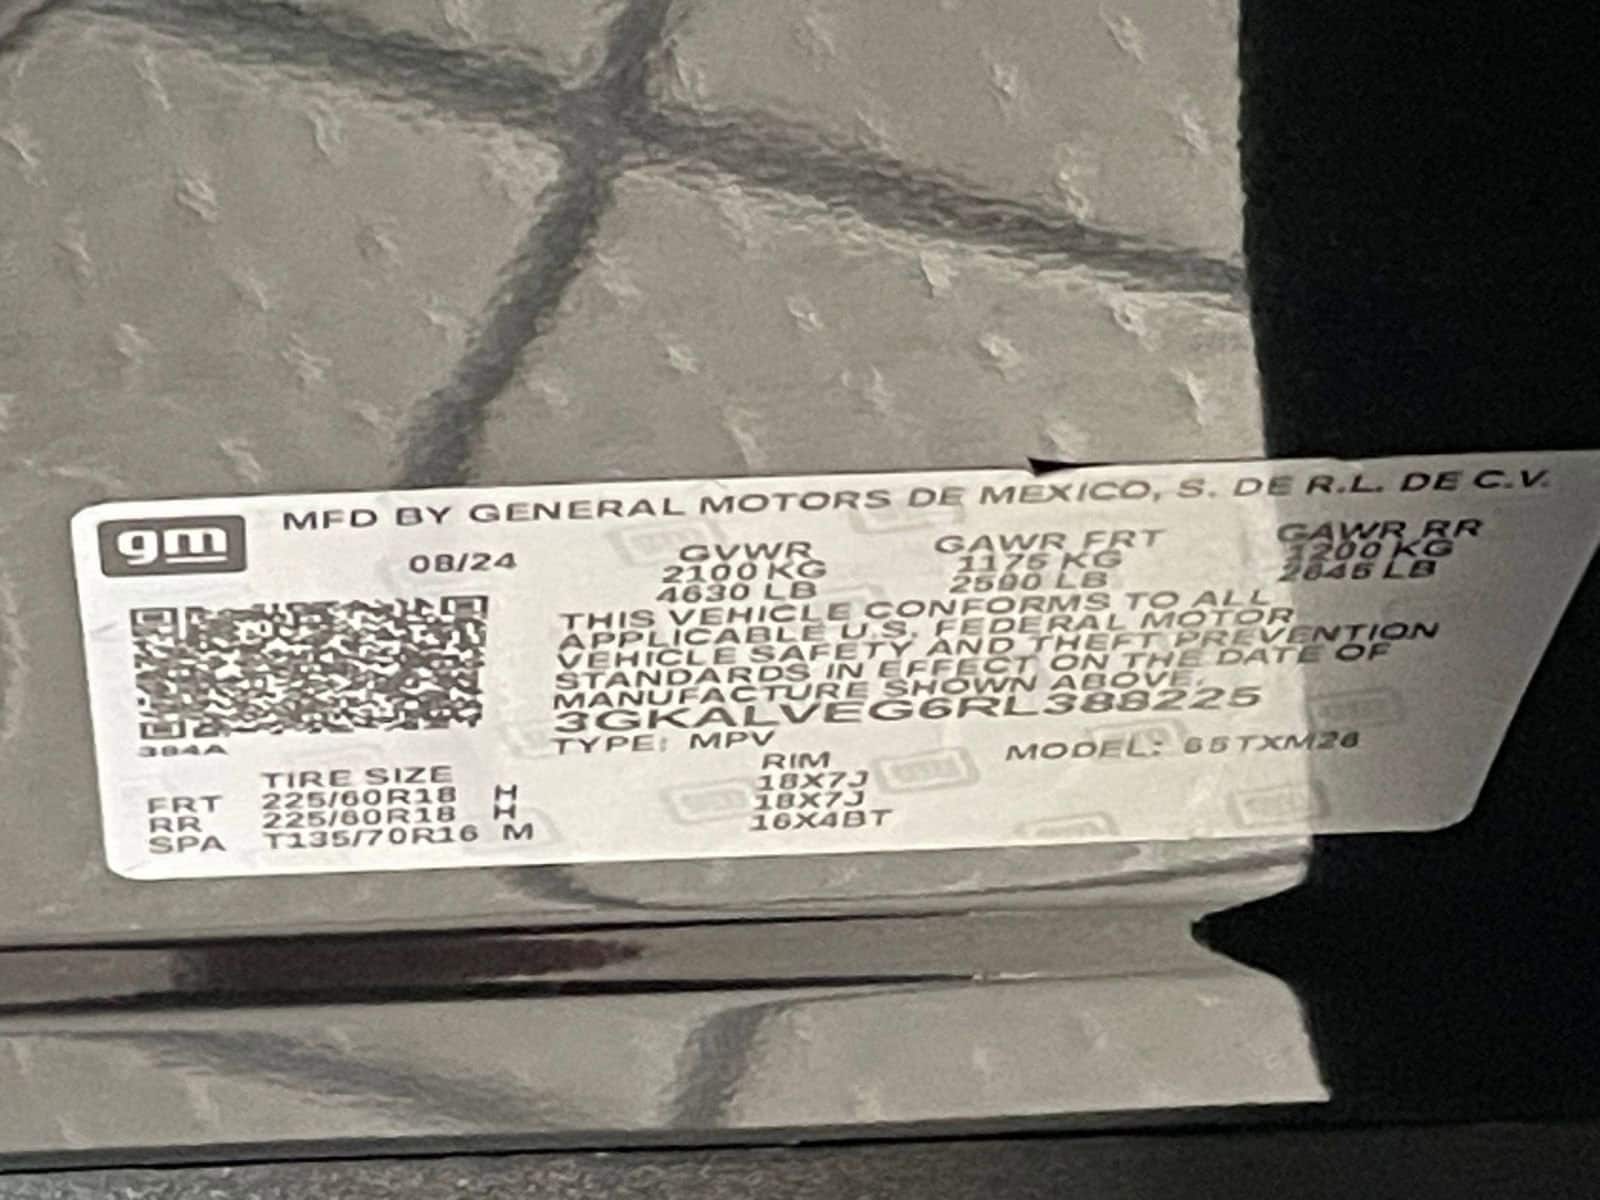 gm
MFD BY GENERAL MOTORS DE MEXICO, S. DE R.L. DE C.V.
08/24
GVWR GAWR FRT GAWR RR
2100 KG 1175 KG 1200 KG
4630 LB 2590 LB 2645 LB
THIS VEHICLE CONFORMS TO ALL
APPLICABLE U.S. FEDERAL MOTOR
VEHICLE SAFETY AND THEFT PREVENTION
STANDARDS IN EFFECT ON THE DATE OF
MANUFACTURE SHOWN ABOVE.
3GKALVEG6RL388225
TYPE: MPV MODEL:
384A
TIRE SIZE RIM
FRT 225/60R18 H 18X7J
RR 225/60R18 H 18X7J
SPA T135/70R16 M 16X4BT